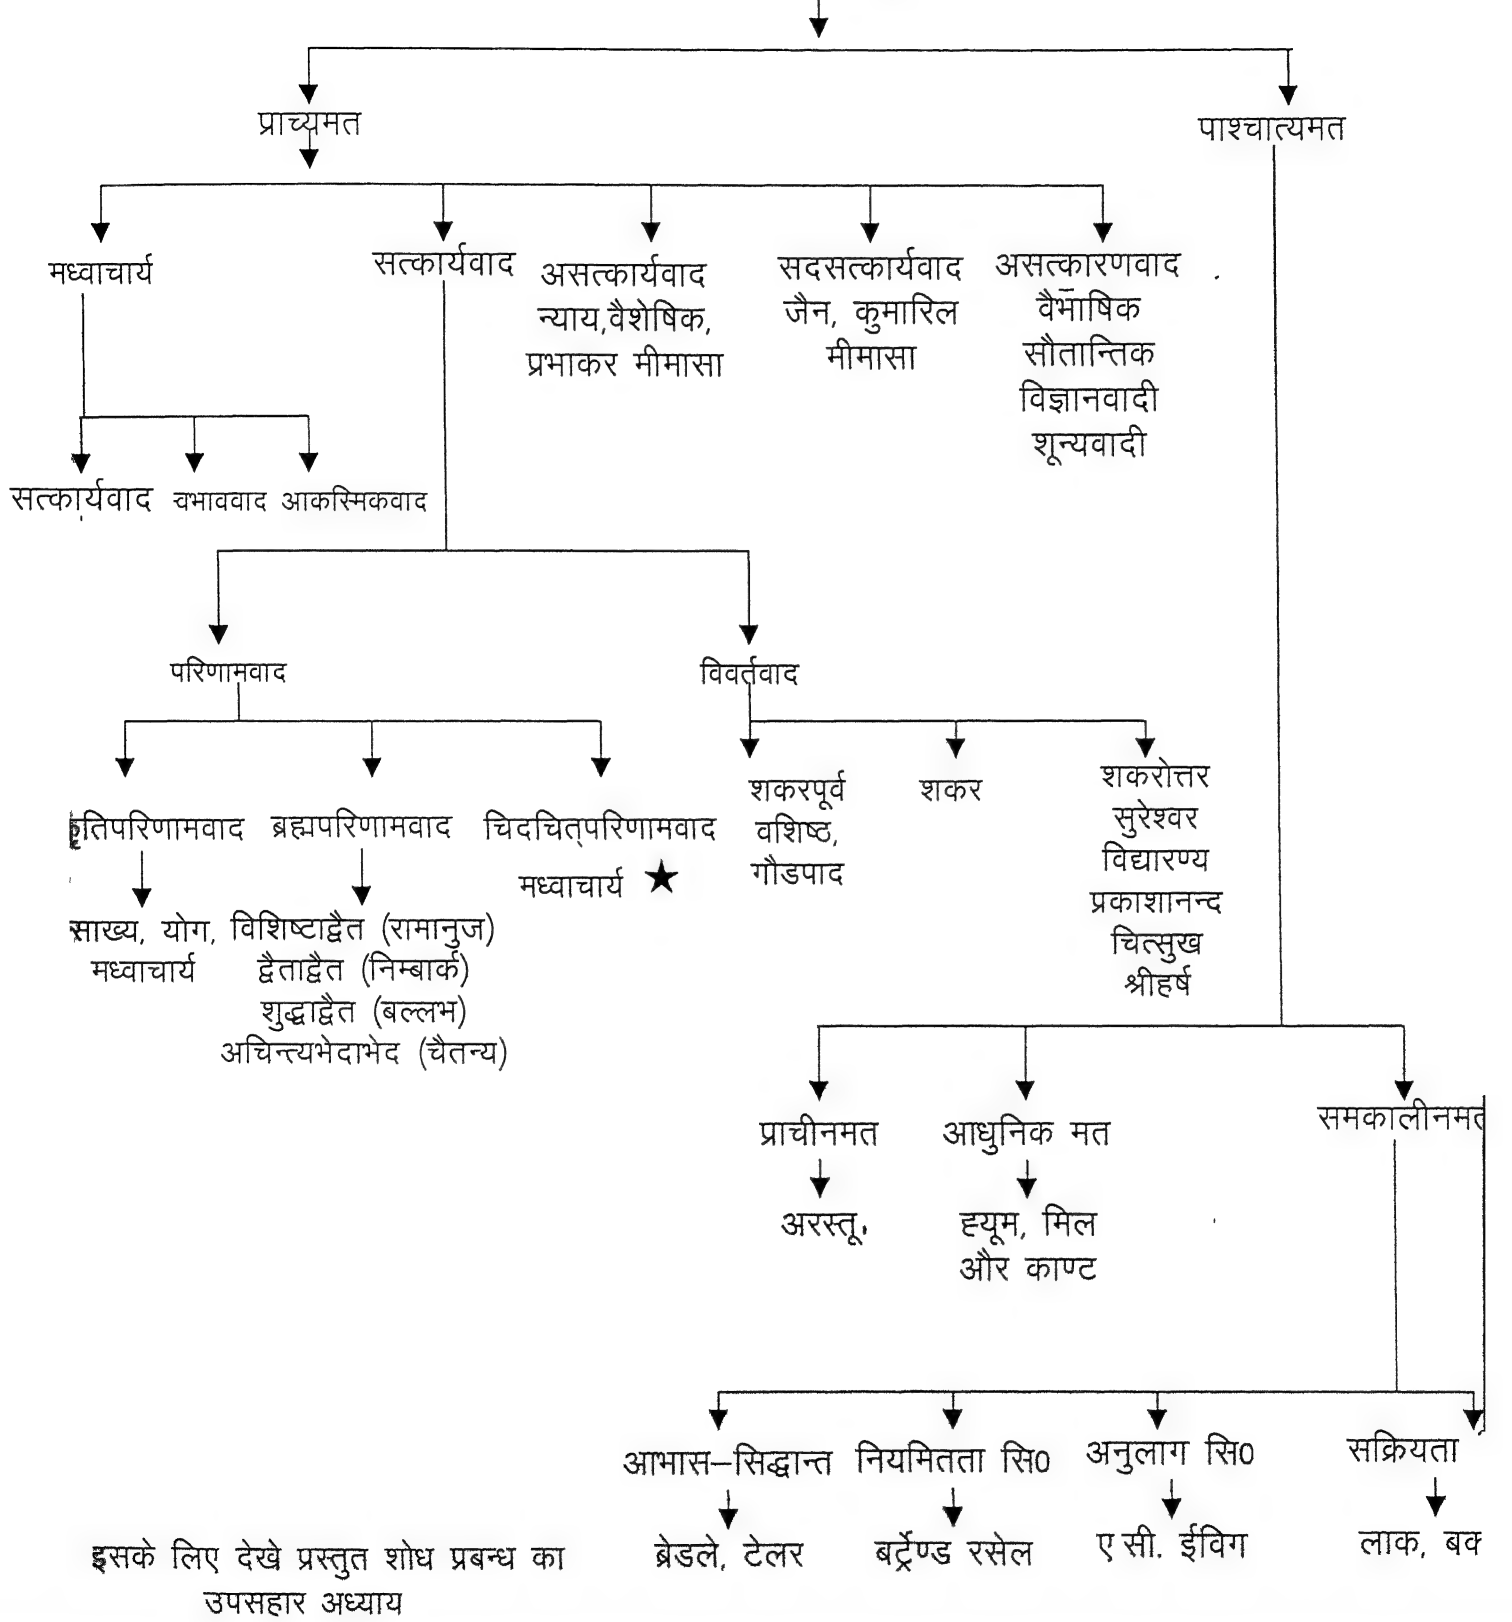 प्राच्यमत
पाश्चात्यमत
मध्वाचार्य
सत्कार्यवाद
असत्कार्यवाद
न्याय,वैशेषिक,
प्रभाकर मीमासा
सदसत्कार्यवाद
जैन, कुमारिल
मीमासा
असत्कारणवाद
वैभाषिक
सौतान्तिक
विज्ञानवादी
शून्यवादी
सत्कार्यवाद
आकस्मिकवाद
परिणामवाद
विवर्तवाद
ब्रह्मपरिणामवाद
चिदचित्परिणामवाद
मध्वाचार्य ★
साख्य, योग,
मध्वाचार्य
विशिष्टाद्वैत (रामानुज)
द्वैताद्वैत (निम्बार्क)
शुद्धाद्वैत (बल्लभ)
अचिन्त्यभेदाभेद (चैतन्य)
शकरपूर्व
वशिष्ठ,
गौडपाद
शकर
शकरोत्तर
सुरेश्वर
विद्यारण्य
प्रकाशानन्द
चित्सुख
श्रीहर्ष
प्राचीनमत
आधुनिक मत
समकालीनमत
अरस्तू,
ह्यूम, मिल
और काण्ट
आभास–सिद्धान्त
नियमितता सि0
अनुलाग सि0
सक्रियता
ब्रेडले, टेलर
बर्ट्रेण्ड रसेल
ए सी. ईविग
लाक,
इसके लिए देखे प्रस्तुत शोध प्रबन्ध का
उपसहार अध्याय